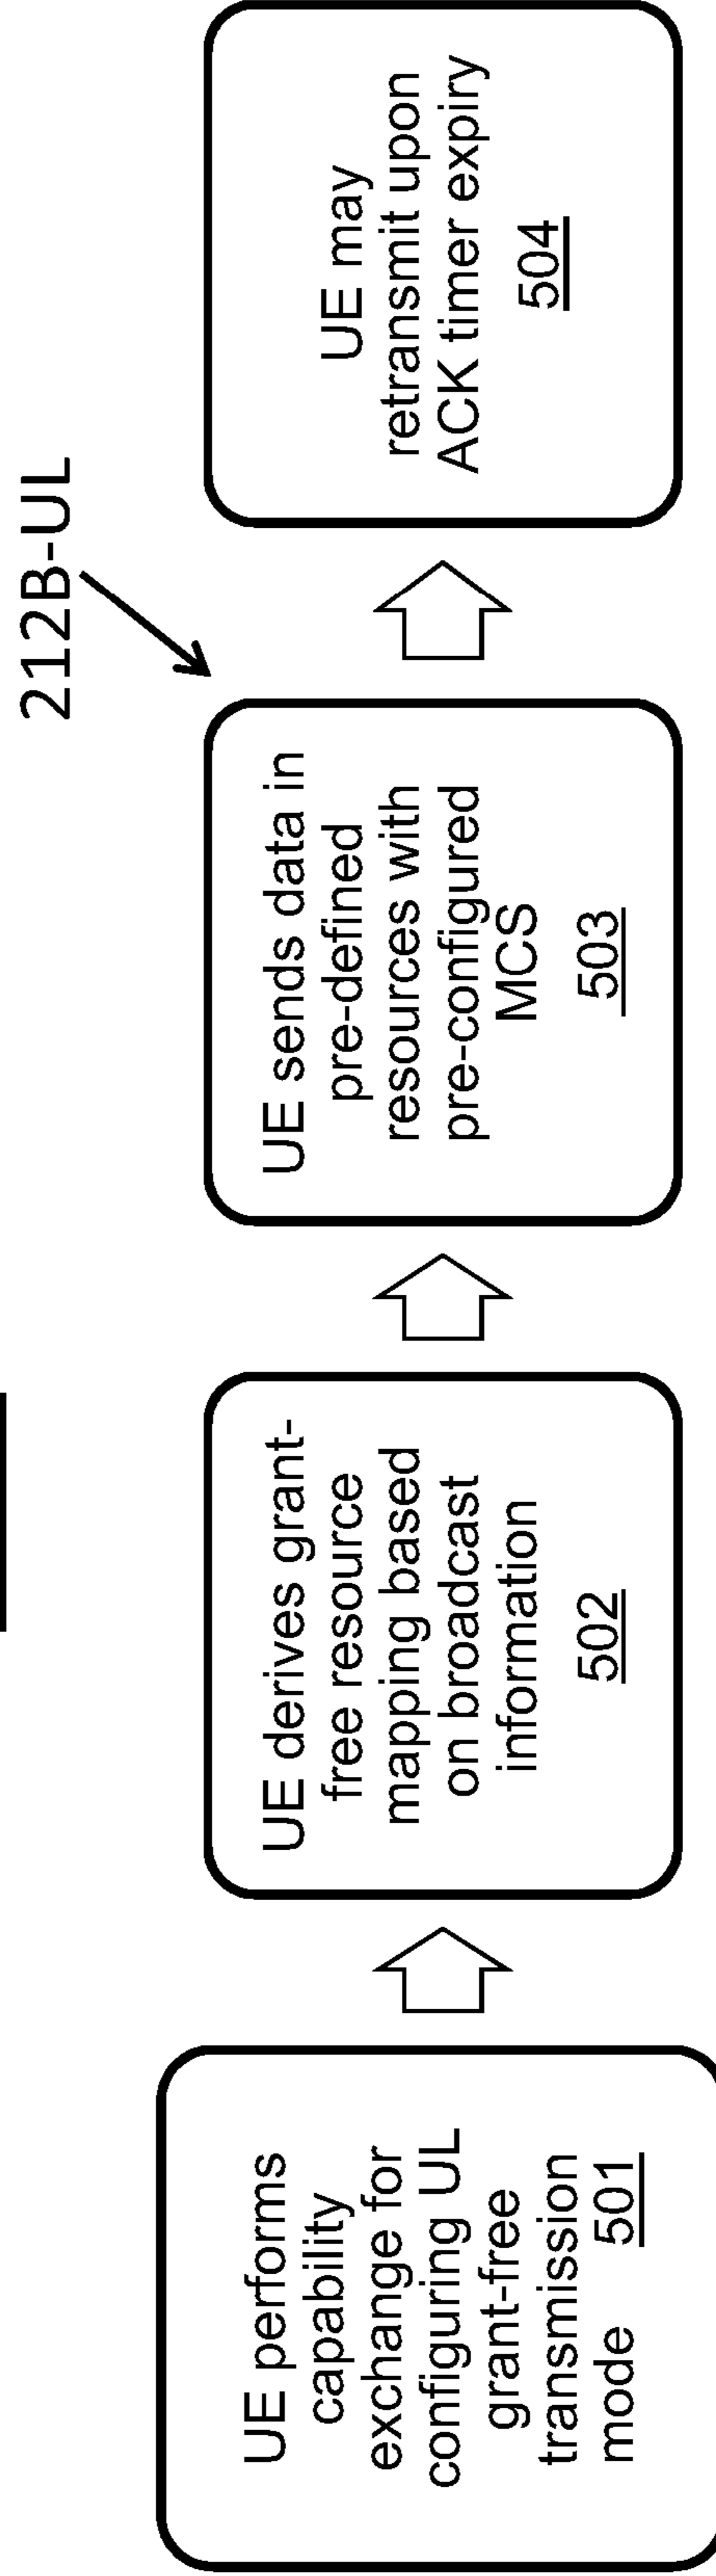 212B-UL
UE performs
capability
exchange for
configuring UL
grant-free
transmission
mode 501
UE derives grant-
free resource
mapping based
on broadcast
information
502
UE sends data in
pre-defined
resources with
pre-configured
MCS
503
UE may
retransmit upon
ACK timer expiry
504